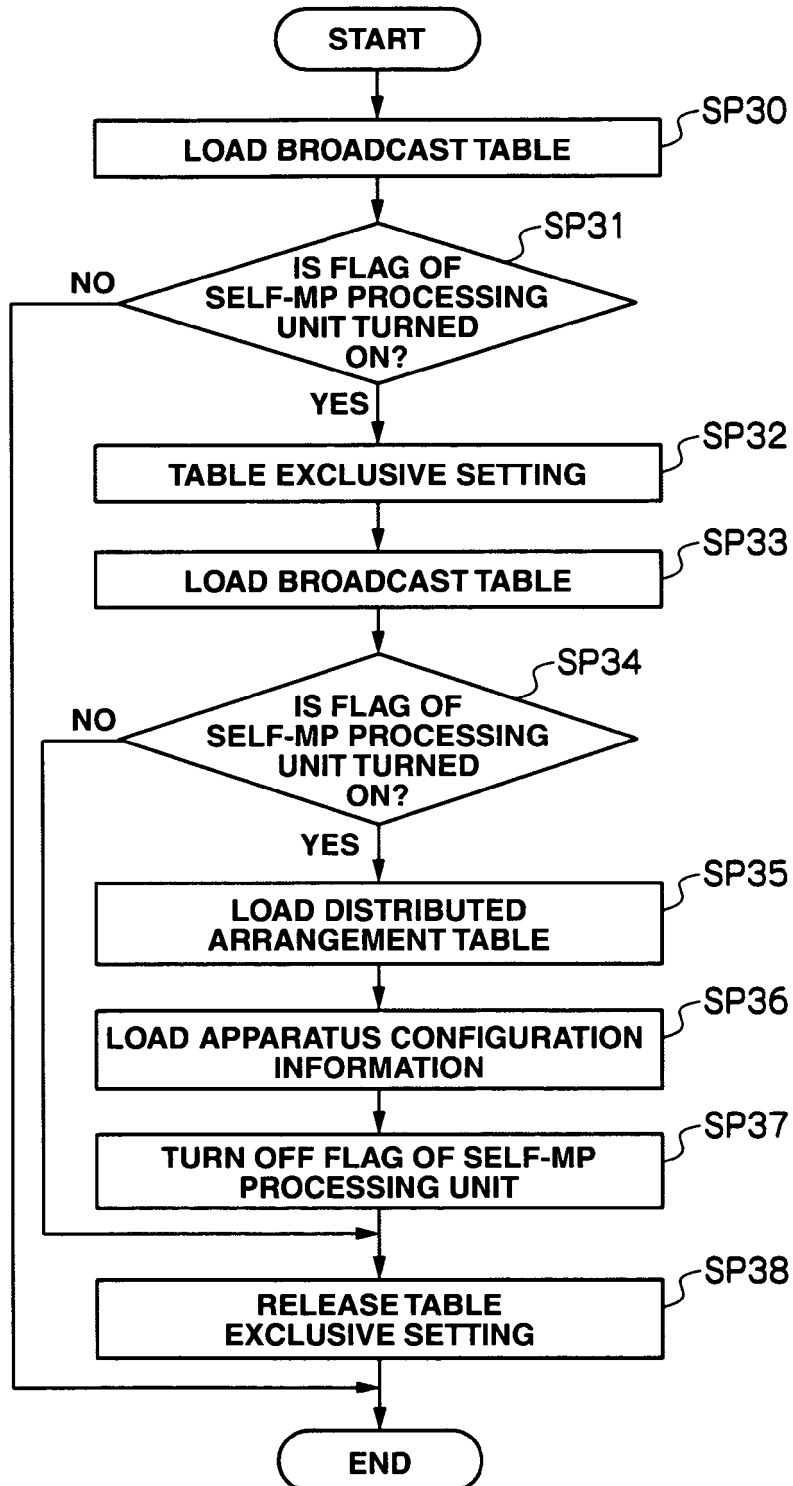 START
SP30
LOAD BROADCAST TABLE
SP31
IS FLAG OF
SELF-MP PROCESSING
UNIT TURNED
ON?
NO
YES
SP32
TABLE EXCLUSIVE SETTING
SP33
LOAD BROADCAST TABLE
SP34
IS FLAG OF
SELF-MP PROCESSING
UNIT TURNED
ON?
NO
YES
SP35
LOAD DISTRIBUTED
ARRANGEMENT TABLE
SP36
LOAD APPARATUS CONFIGURATION
INFORMATION
SP37
TURN OFF FLAG OF SELF-MP
PROCESSING UNIT
SP38
RELEASE TABLE
EXCLUSIVE SETTING
END